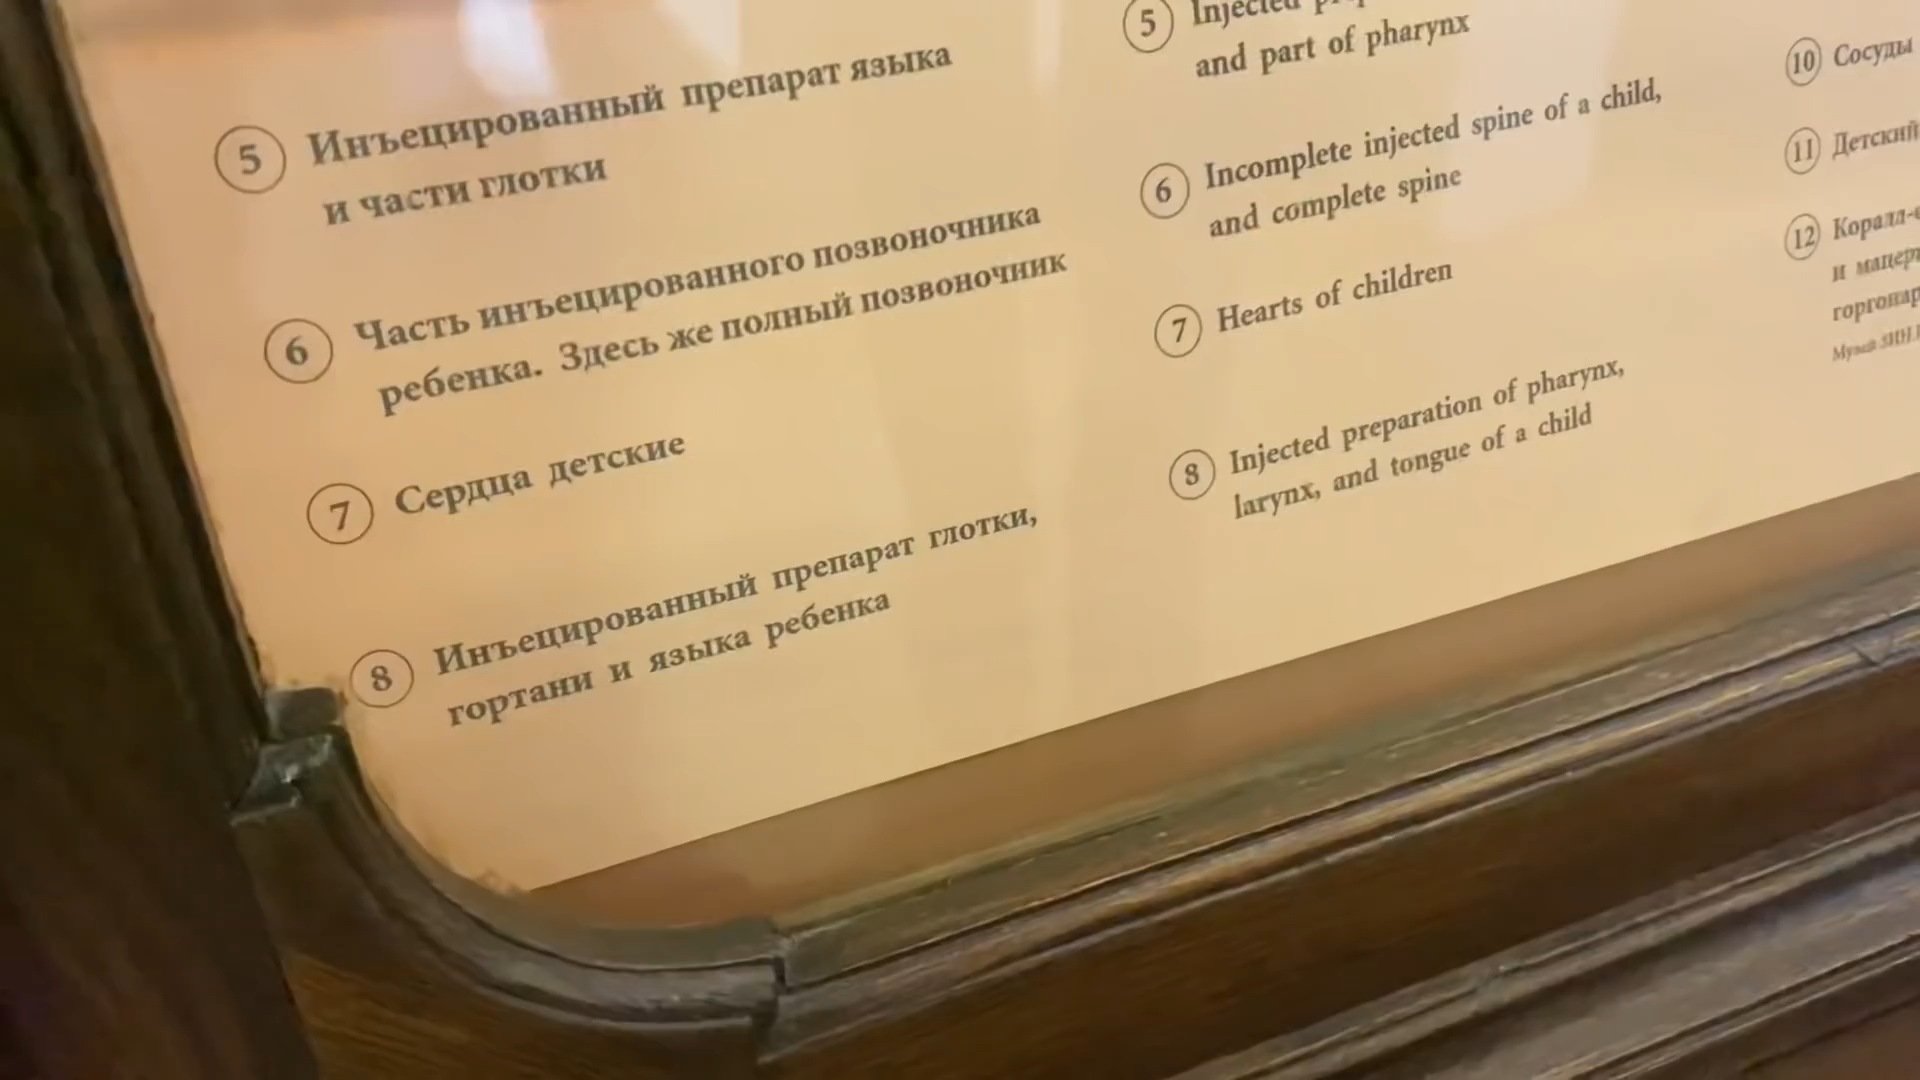 5 Инъецированный препарат языка
и части глотки
6 Часть инъецированного позвоночника
ребенка. Здесь же полный позвоночник
7 Сердца детские
8 Инъецированный препарат глотки,
гортани и языка ребенка
5 Injected
and part of pharynx
6 Incomplete injected spine of a child,
and complete spine
7 Hearts of children
8 Injected preparation of pharynx,
larynx, and tongue of a child
10 Сосуды
11 Детский
12 Коралл-
и